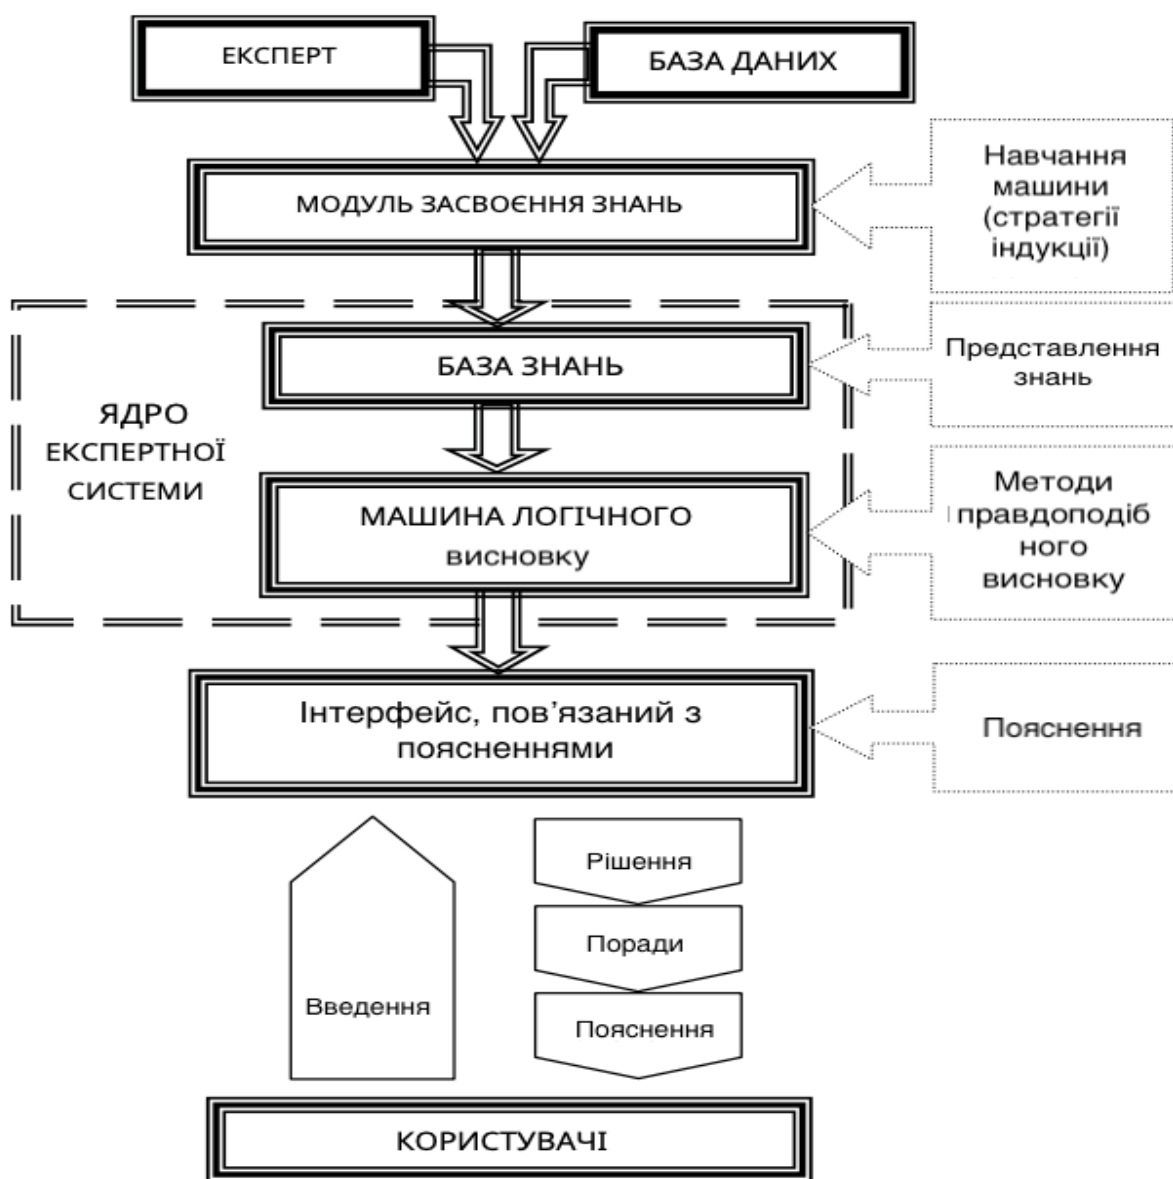 ЕКСПЕРТ
БАЗА ДАНИХ
МОДУЛЬ ЗАСВОЄННЯ ЗНАНЬ
Навчання
машини
(стратегії
індукції)
БАЗА ЗНАНЬ
Представлення
знань
ЯДРО
ЕКСПЕРТНОЇ
СИСТЕМИ
МАШИНА ЛОГІЧНОГО
висновку
Методи
правдоподіб
ного
висновку
Інтерфейс, пов’язаний з
поясненнями
Пояснення
Рішення
Поради
Введення
Пояснення
КОРИСТУВАЧІ